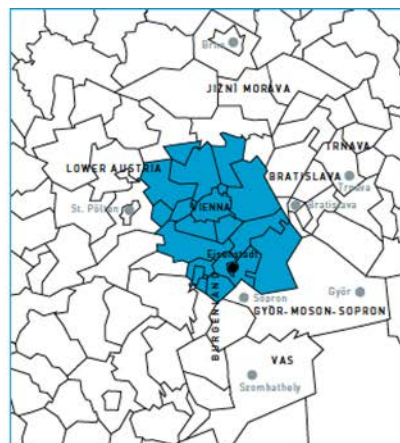 Brno
JIZNÍ MORAVA
TRNAVA
LOWER AUSTRIA
BRATISLAVA
Trnava
VIENNA
Bratislava
St. Pölten
Eisenstadt
BURGENLAND
Sopron
Győr
GYÖR-MOSON-SOPRON
VAS
Szombathely